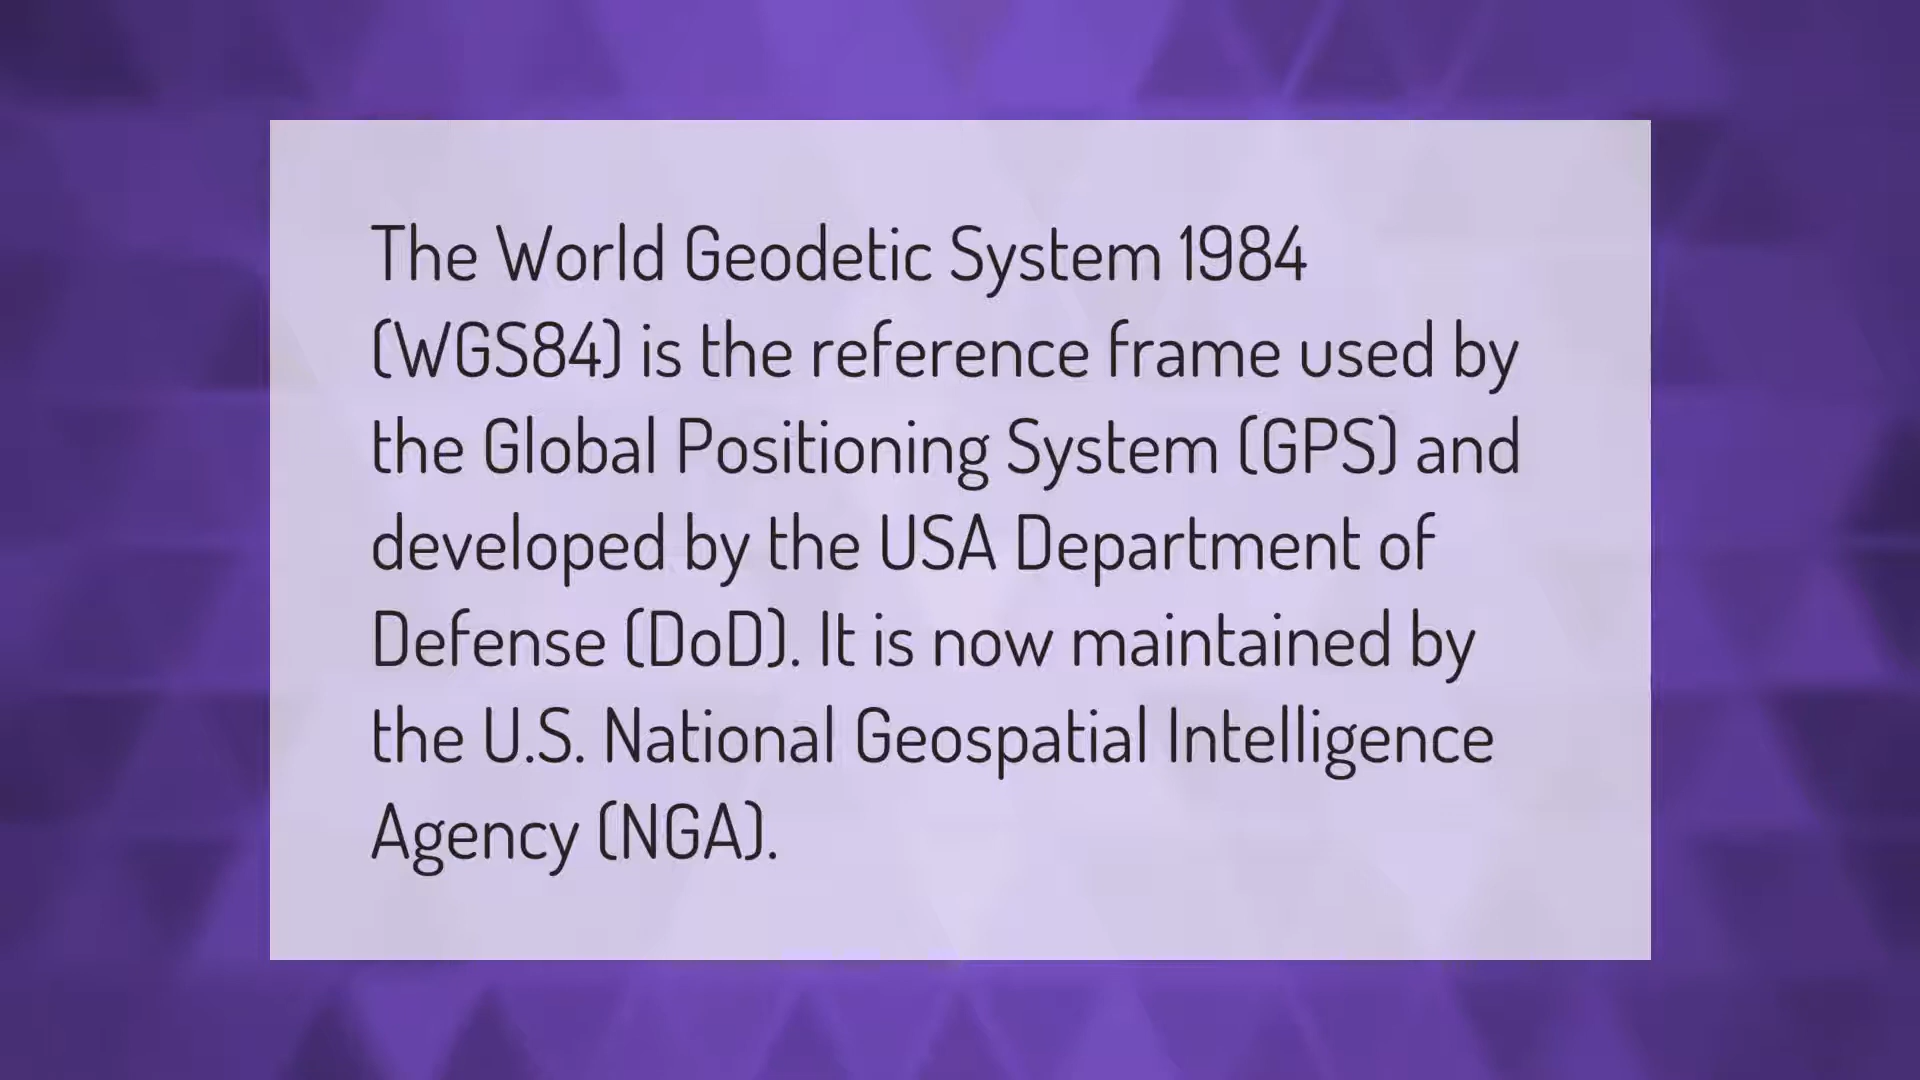 The World Geodetic System 1984
(WGS84) is the reference frame used by
the Global Positioning System (GPS) and
developed by the USA Department of
Defense (DoD). It is now maintained by
the U.S. National Geospatial Intelligence
Agency (NGA).